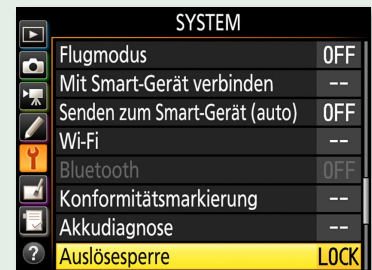 SYSTEM
Flugmodus OFF
Mit Smart-Gerät verbinden --
Senden zum Smart-Gerät (auto) OFF
Wi-Fi --
Bluetooth OFF
Konformitätsmarkierung --
Akkudiagnose --
? Auslösesperre LOCK